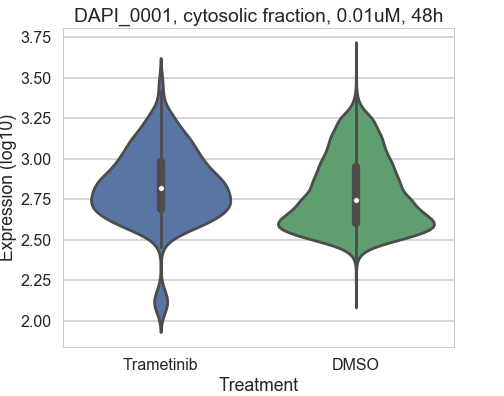 DAPI_0001, cytosolic fraction, 0.01uM, 48h
Expression (log10)
3.75
3.50
3.25
3.00
2.75
2.50
2.25
2.00
Trametinib DMSO
Treatment